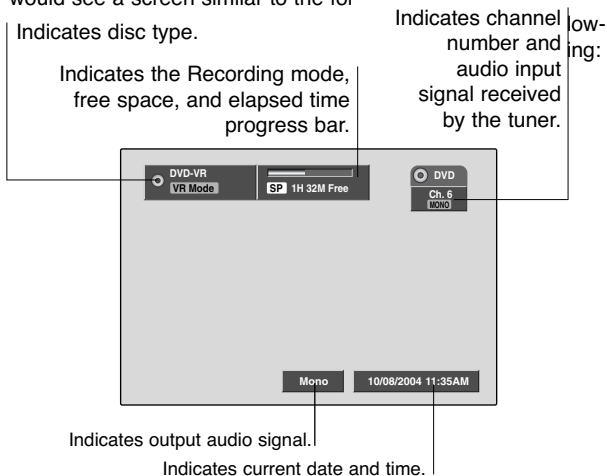 would see a screen similar to the fol
low-
ing:
Indicates disc type.
Indicates channel
number and
audio input
signal received
by the tuner.
Indicates the Recording mode,
free space, and elapsed time
progress bar.
DVD-VR
VR Mode
SP 1H 32M Free
DVD
Ch. 6
MONO
Mono
10/08/2004 11:35AM
Indicates output audio signal.
Indicates current date and time.